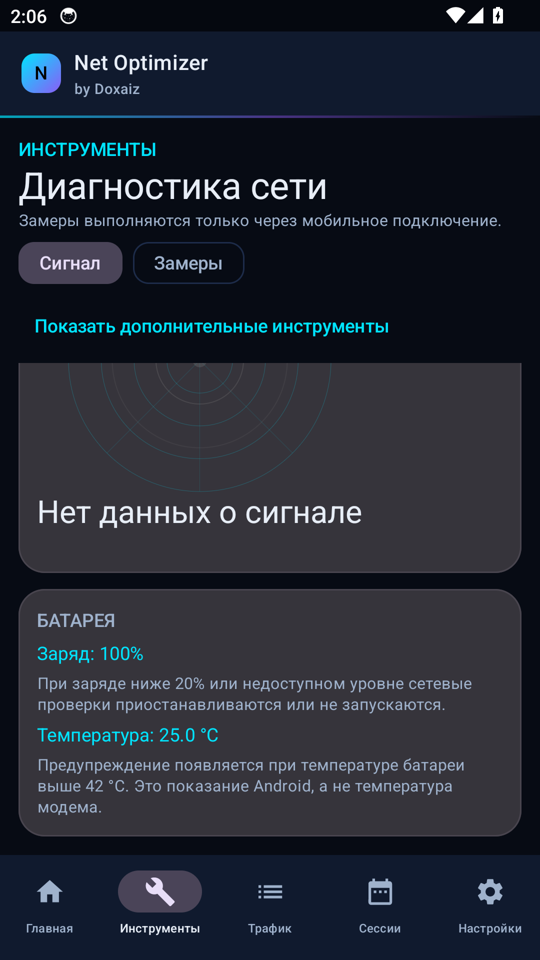 2:06
N
Net Optimizer
by Doxaiz
ИНСТРУМЕНТЫ
Диагностика сети
Замеры выполняются только через мобильное подключение.
Сигнал
Замеры
Показать дополнительные инструменты
Нет данных о сигнале
БАТАРЕЯ
Заряд: 100%
При заряде ниже 20% или недоступном уровне сетевые
проверки приостанавливаются или не запускаются.
Температура: 25.0 °C
Предупреждение появляется при температуре батареи
выше 42 °C. Это показание Android, а не температура
модема.
Главная
Инструменты
Трафик
Сессии
Настройки